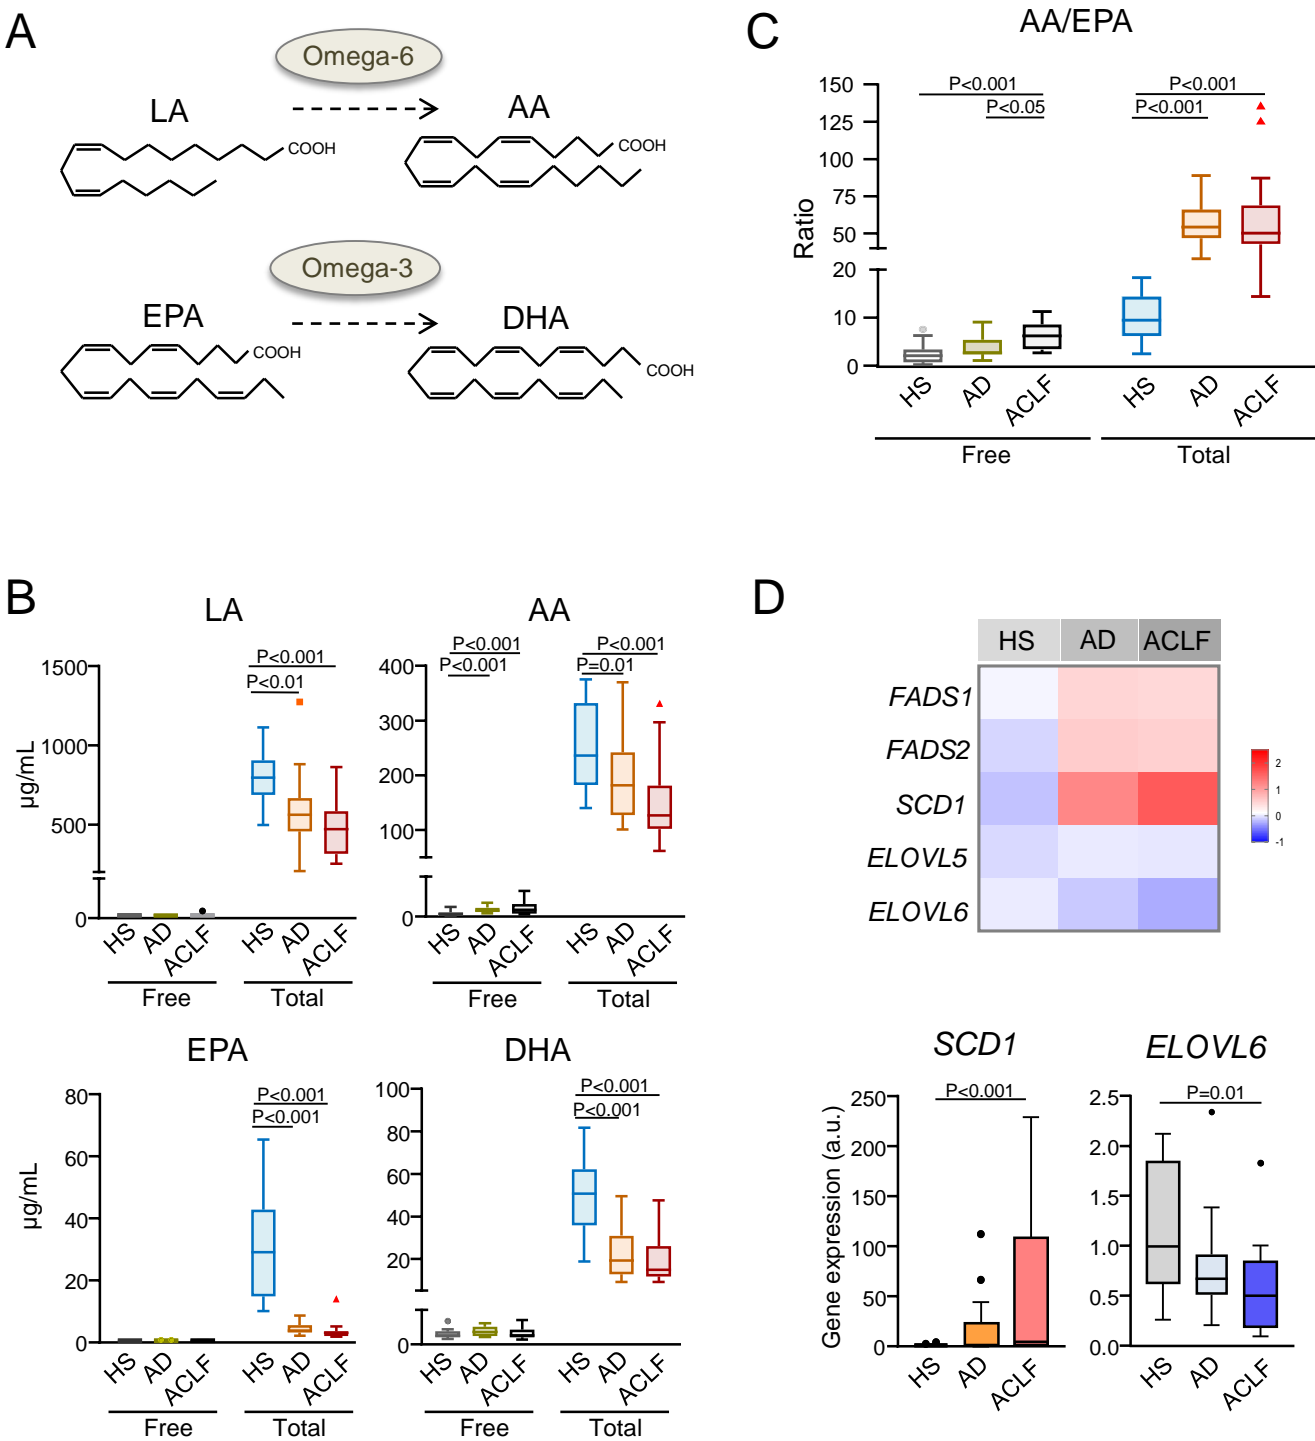 A
Omega-6
LA
AA
COOH
COOH
Omega-3
EPA
DHA
COOH
COOH
C
AA/EPA
P<0.001
P<0.05
P<0.001
P<0.001
Ratio
150
125
100
75
50
20
10
0
HS
AD
ACLF
HS
AD
ACLF
Free
Total
B
LA
P<0.001
P<0.01
µg/mL
1500
1000
500
0
HS
AD
ACLF
HS
AD
ACLF
Free
Total
AA
P<0.001
P<0.001
P<0.001
P=0.01
400
300
200
100
0
HS
AD
ACLF
HS
AD
ACLF
Free
Total
EPA
P<0.001
P<0.001
µg/mL
80
60
40
20
0
HS
AD
ACLF
HS
AD
ACLF
Free
Total
DHA
P<0.001
P<0.001
100
80
60
40
20
0
HS
AD
ACLF
HS
AD
ACLF
Free
Total
D
HS AD ACLF
FADS1
FADS2
SCD1
ELOVL5
ELOVL6
2
1
0
-1
SCD1
P<0.001
Gene expression (a.u.)
250
200
150
100
50
0
HS
AD
ACLF
ELOVL6
P=0.01
2.5
2.0
1.5
1.0
0.5
0.0
HS
AD
ACLF